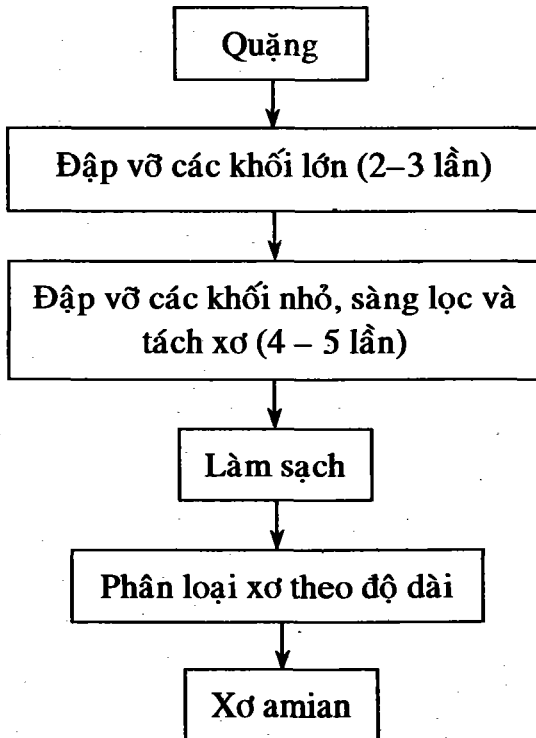 Quặng
Đập vỡ các khối lớn (2–3 lần)
Đập vỡ các khối nhỏ, sàng lọc và
tách xơ (4 – 5 lần)
Làm sạch
Phân loại xơ theo độ dài
Xơ amian